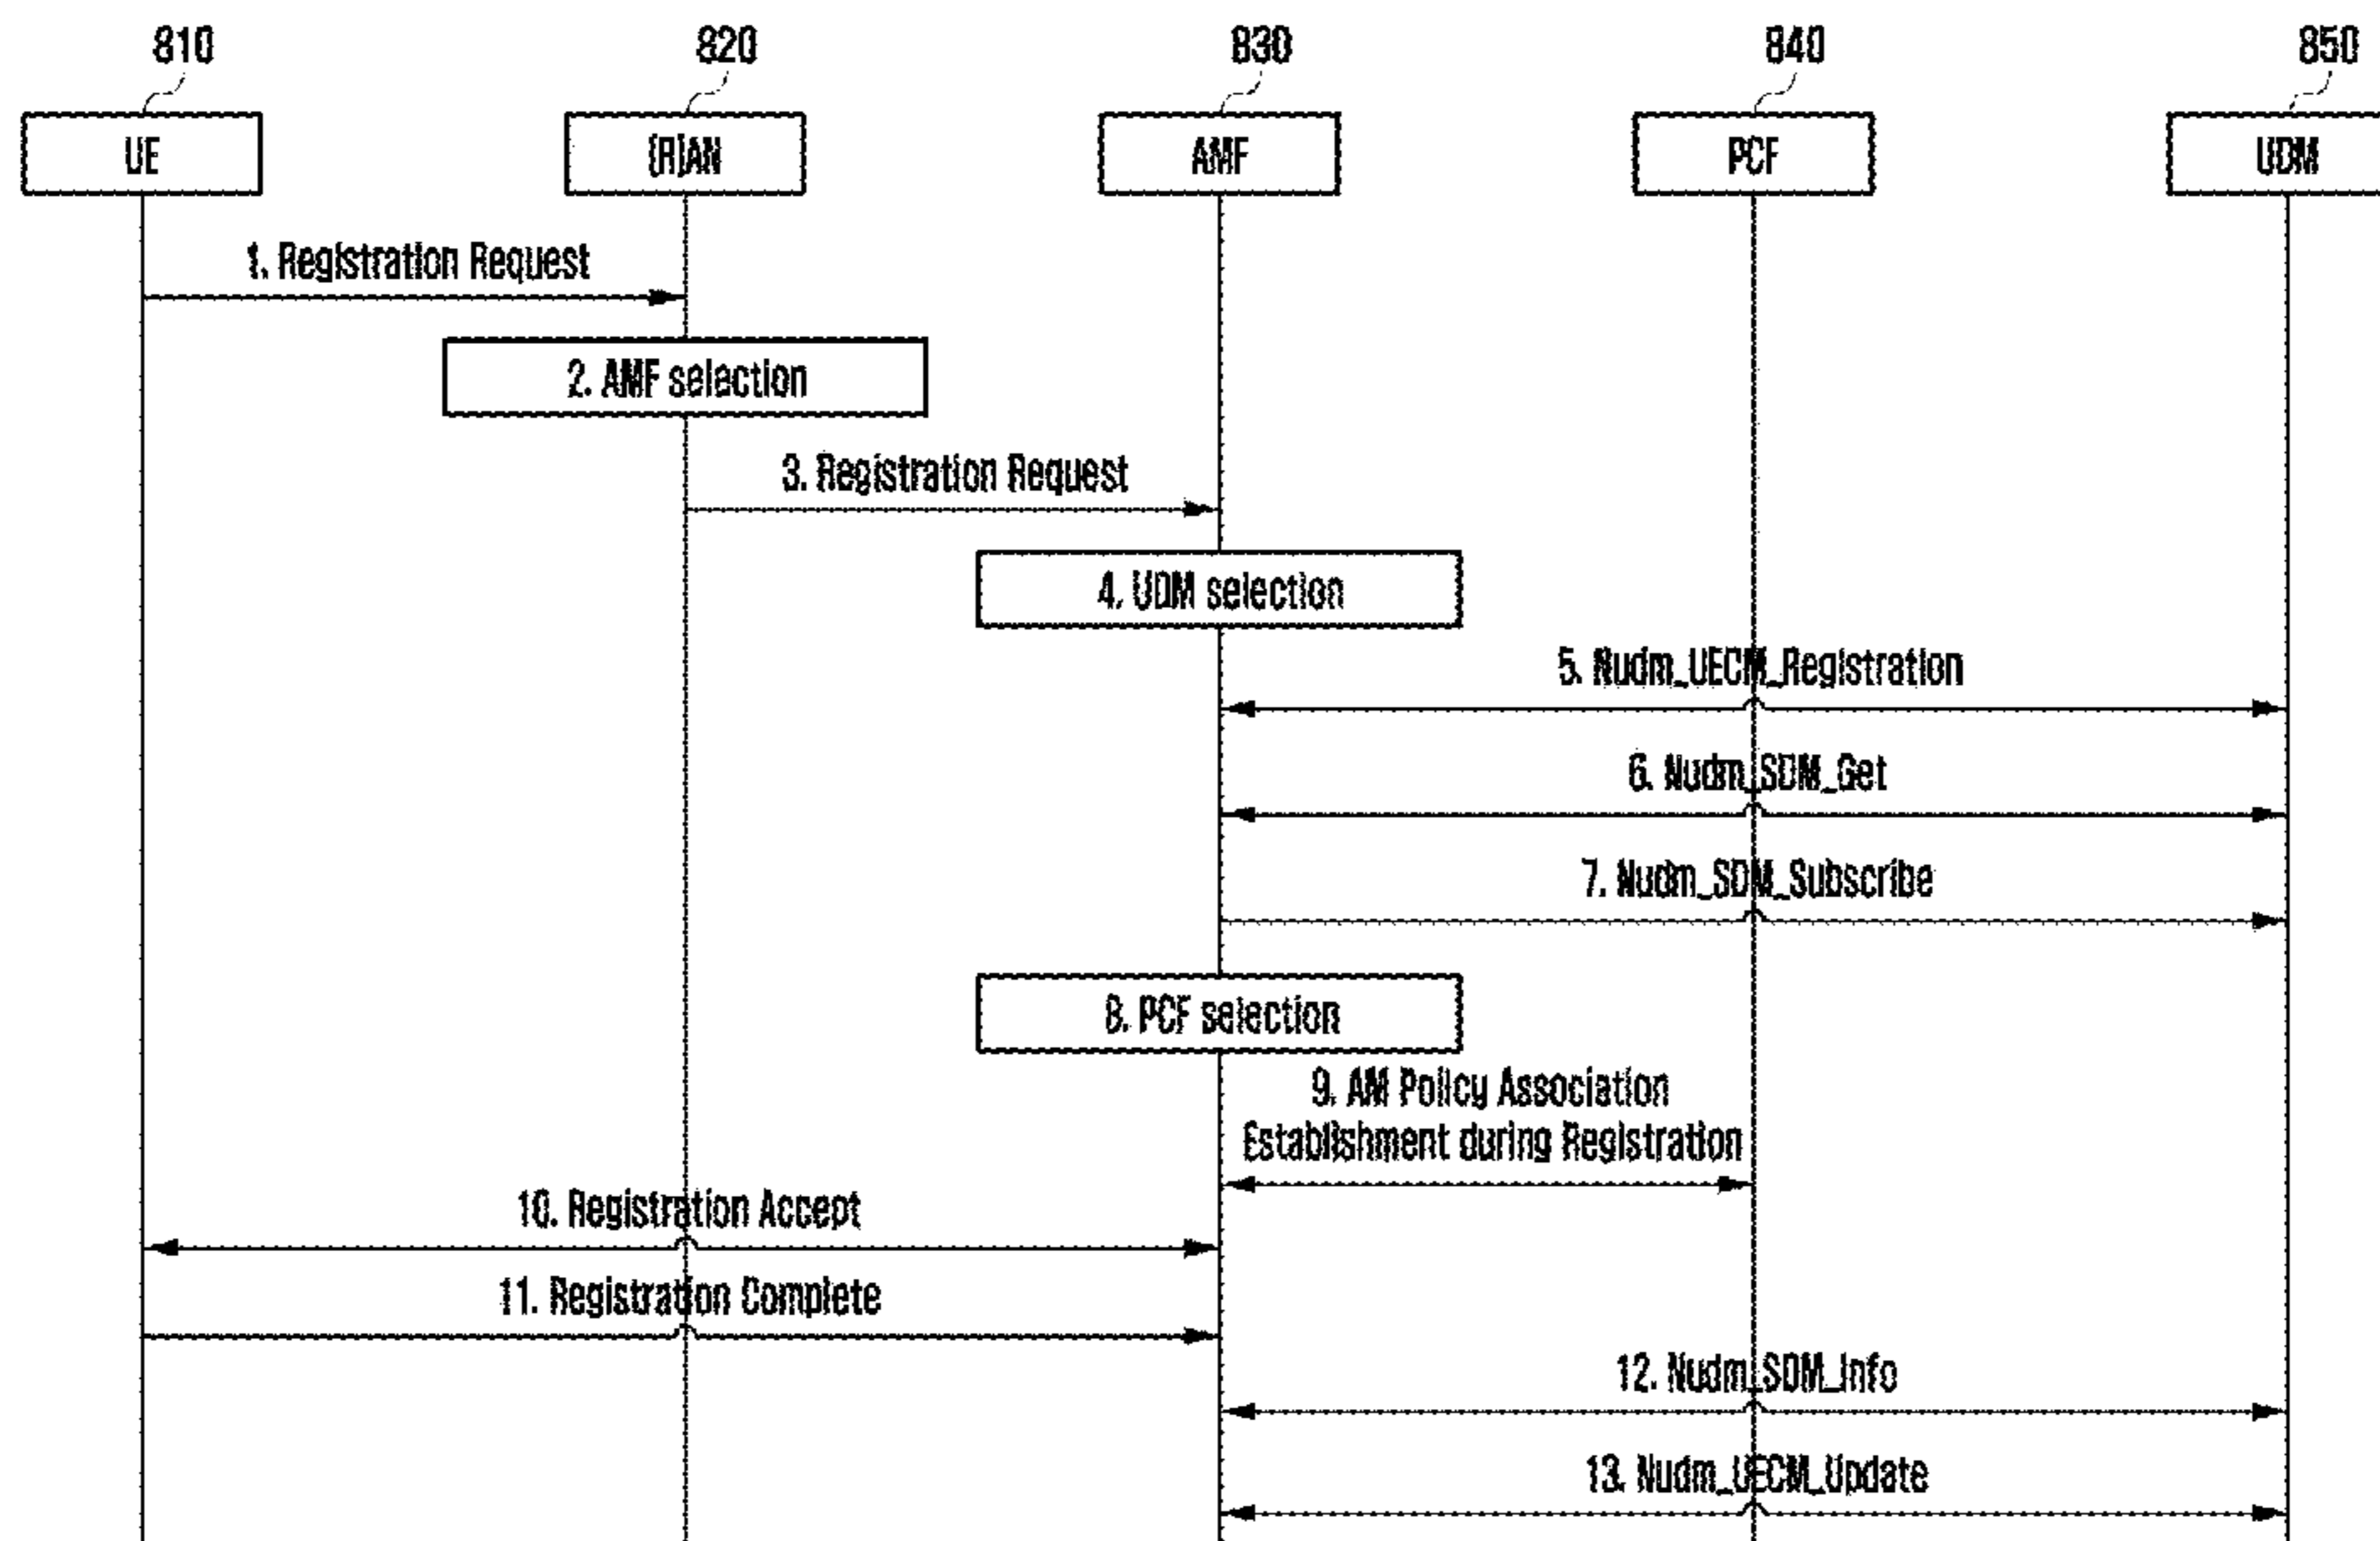 810
820
830
840
850
UE
(R)AN
AMF
PCF
UDM
1. Registration Request
2. AMF selection
3. Registration Request
4. UDM selection
5. Nudm_UECM_Registration
6. Nudm_SDM_Get
7. Nudm_SDM_Subscribe
8. PCF selection
9. AM Policy Association
Establishment during Registration
10. Registration Accept
11. Registration Complete
12. Nudm_SDM_Info
13. Nudm_UECM_Update